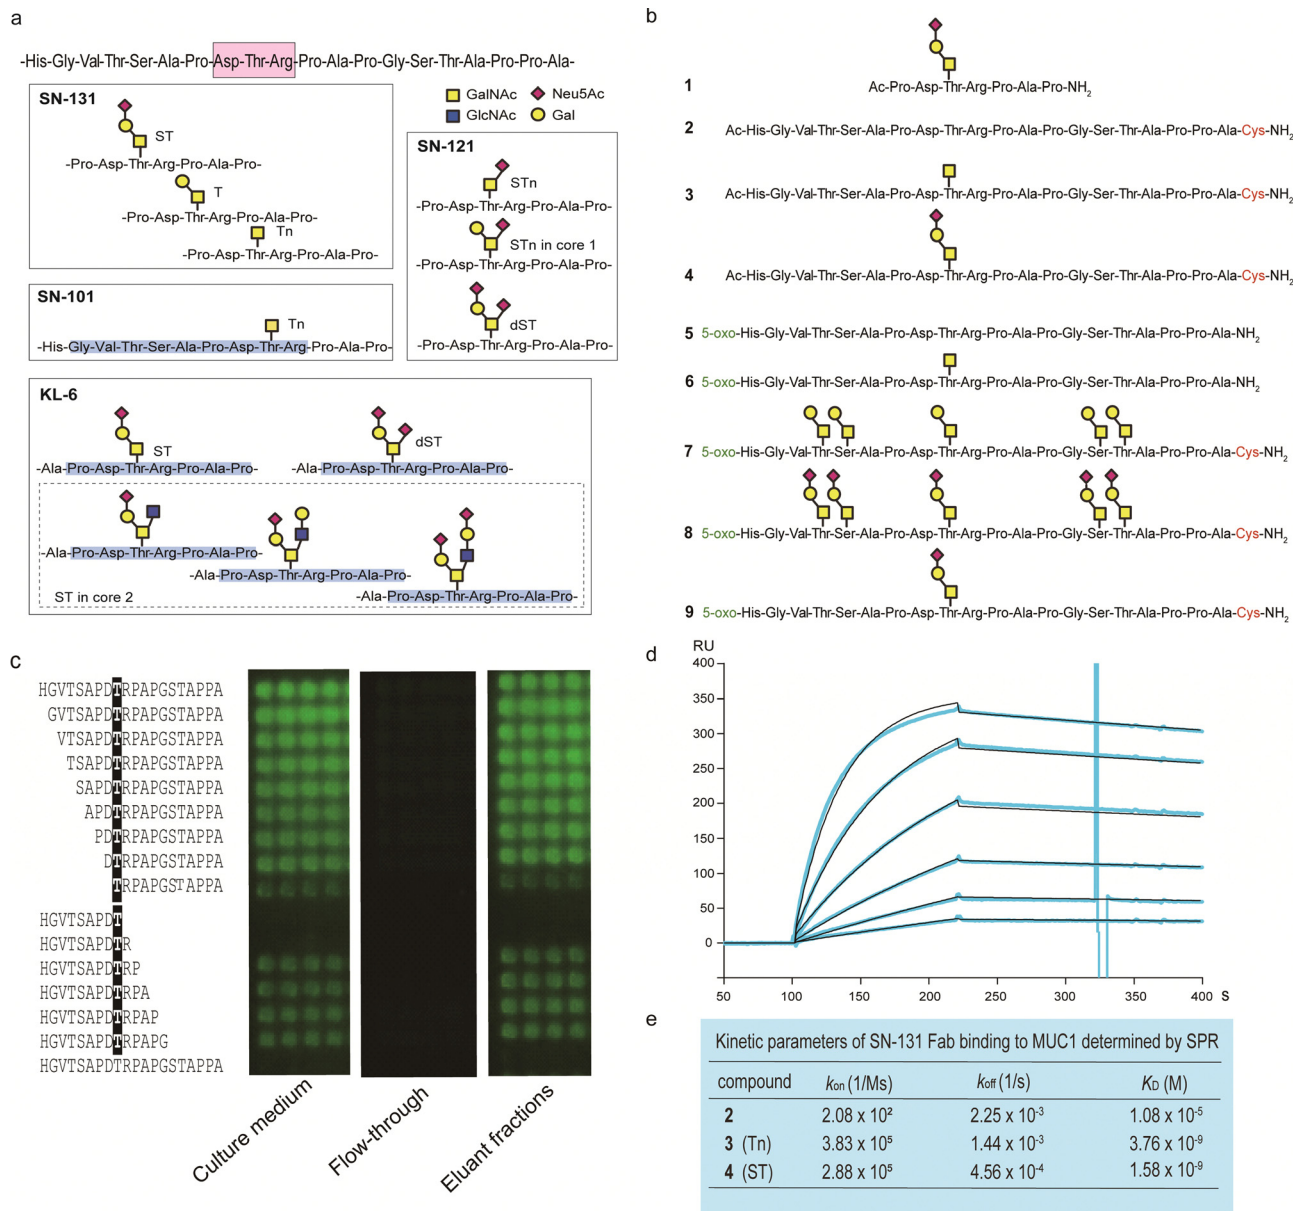 a
-His-Gly-Val-Thr-Ser-Ala-Pro-Asp-Thr-Arg-Pro-Ala-Pro-Gly-Ser-Thr-Ala-Pro-Pro-Ala-
GalNAc
Neu5Ac
GlcNAc
Gal
SN-131
ST
-Pro-Asp-Thr-Arg-Pro-Ala-Pro-
T
-Pro-Asp-Thr-Arg-Pro-Ala-Pro-
Tn
-Pro-Asp-Thr-Arg-Pro-Ala-Pro-
SN-121
STn
-Pro-Asp-Thr-Arg-Pro-Ala-Pro-
STn in core 1
-Pro-Asp-Thr-Arg-Pro-Ala-Pro-
dST
-Pro-Asp-Thr-Arg-Pro-Ala-Pro-
SN-101
Tn
-His-Gly-Val-Thr-Ser-Ala-Pro-Asp-Thr-Arg-Pro-Ala-Pro-
KL-6
ST
-Ala-Pro-Asp-Thr-Arg-Pro-Ala-Pro-
dST
-Ala-Pro-Asp-Thr-Arg-Pro-Ala-Pro-
-Ala-Pro-Asp-Thr-Arg-Pro-Ala-Pro-
-Ala-Pro-Asp-Thr-Arg-Pro-Ala-Pro-
-Ala-Pro-Asp-Thr-Arg-Pro-Ala-Pro-
ST in core 2
b
1 Ac-Pro-Asp-Thr-Arg-Pro-Ala-Pro-NH2
2 Ac-His-Gly-Val-Thr-Ser-Ala-Pro-Asp-Thr-Arg-Pro-Ala-Pro-Gly-Ser-Thr-Ala-Pro-Pro-Ala-Cys-NH2
3 Ac-His-Gly-Val-Thr-Ser-Ala-Pro-Asp-Thr-Arg-Pro-Ala-Pro-Gly-Ser-Thr-Ala-Pro-Pro-Ala-Cys-NH2
4 Ac-His-Gly-Val-Thr-Ser-Ala-Pro-Asp-Thr-Arg-Pro-Ala-Pro-Gly-Ser-Thr-Ala-Pro-Pro-Ala-Cys-NH2
5 5-oxo-His-Gly-Val-Thr-Ser-Ala-Pro-Asp-Thr-Arg-Pro-Ala-Pro-Gly-Ser-Thr-Ala-Pro-Pro-Ala-NH2
6 5-oxo-His-Gly-Val-Thr-Ser-Ala-Pro-Asp-Thr-Arg-Pro-Ala-Pro-Gly-Ser-Thr-Ala-Pro-Pro-Ala-NH2
7 5-oxo-His-Gly-Val-Thr-Ser-Ala-Pro-Asp-Thr-Arg-Pro-Ala-Pro-Gly-Ser-Thr-Ala-Pro-Pro-Ala-Cys-NH2
8 5-oxo-His-Gly-Val-Thr-Ser-Ala-Pro-Asp-Thr-Arg-Pro-Ala-Pro-Gly-Ser-Thr-Ala-Pro-Pro-Ala-Cys-NH2
9 5-oxo-His-Gly-Val-Thr-Ser-Ala-Pro-Asp-Thr-Arg-Pro-Ala-Pro-Gly-Ser-Thr-Ala-Pro-Pro-Ala-Cys-NH2
c
HGVTSAPDTRPAPGSTAPPA
GVTSAPDTRPAPGSTAPPA
VTSAPDTRPAPGSTAPPA
TSAPDTRPAPGSTAPPA
SAPDTRPAPGSTAPPA
APDTRPAPGSTAPPA
PDTRPAPGSTAPPA
DTRPAPGSTAPPA
TRPAPGSTAPPA
HGVTSAPDT
HGVTSAPDTR
HGVTSAPDTRP
HGVTSAPDTRPA
HGVTSAPDTRPAP
HGVTSAPDTRPAPG
HGVTSAPDTRPAPGSTAPPA
Culture medium
Flow-through
Eluant fractions
d
RU
400
350
300
250
200
150
100
50
0
50 100 150 200 250 300 350 400 S
e
Kinetic parameters of SN-131 Fab binding to MUC1 determined by SPR
compound kon (1/Ms) koff (1/s) KD (M)
2 2.08 x 10² 2.25 x 10⁻³ 1.08 x 10⁻⁵
3 (Tn) 3.83 x 10⁵ 1.44 x 10⁻³ 3.76 x 10⁻⁹
4 (ST) 2.88 x 10⁵ 4.56 x 10⁻⁴ 1.58 x 10⁻⁹